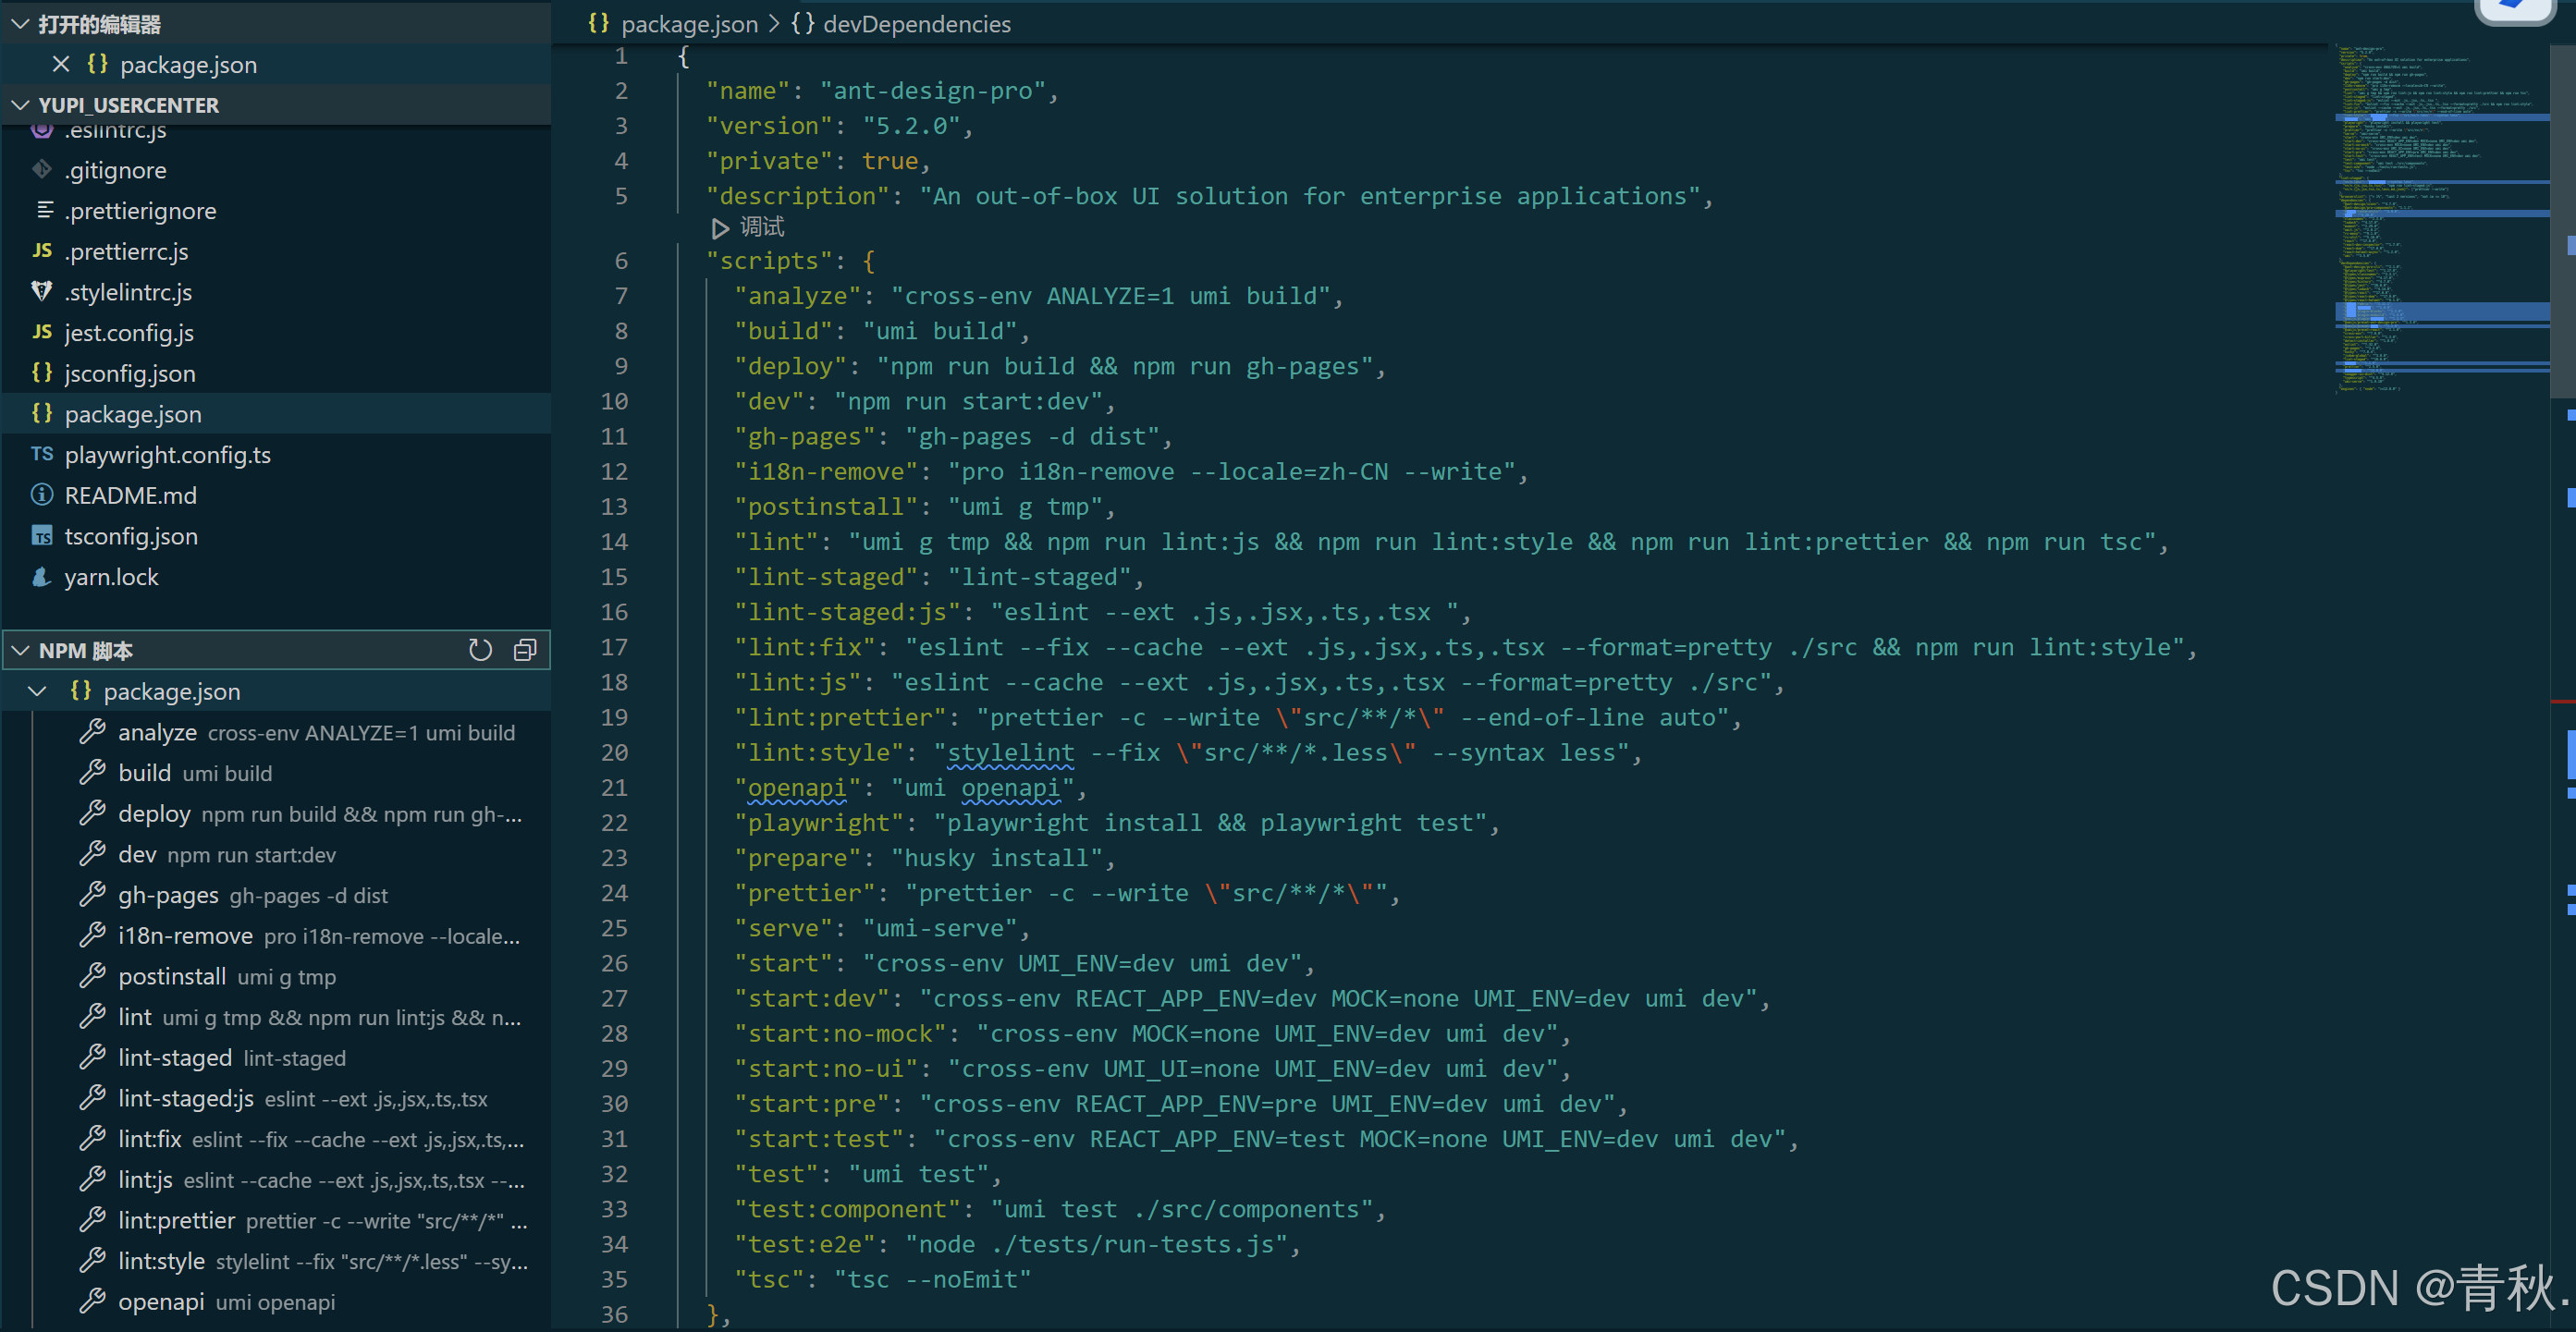 打开的编辑器
package.json
YUPI_USERCENTER
.eslintrc.js
.gitignore
.prettierignore
JS .prettierrc.js
.stylelintrc.js
JS jest.config.js
{} jsconfig.json
{} package.json
TS playwright.config.ts
README.md
TS tsconfig.json
yarn.lock
NPM 脚本
{} package.json
analyze cross-env ANALYZE=1 umi build
build umi build
deploy npm run build && npm run gh-...
dev npm run start:dev
gh-pages gh-pages -d dist
i18n-remove pro i18n-remove --locale...
postinstall umi g tmp
lint umi g tmp && npm run lint:js && n...
lint-staged lint-staged
lint-staged:js eslint --ext .js,.jsx,.ts,.tsx
lint:fix eslint --fix --cache --ext .js,.jsx,.ts,...
lint:js eslint --cache --ext .js,.jsx,.ts,.tsx --...
lint:prettier prettier -c --write "src/**/*" ...
lint:style stylelint --fix "src/**/*.less" --sy...
openapi umi openapi
{} package.json > {} devDependencies
1 {
2 "name": "ant-design-pro",
3 "version": "5.2.0",
4 "private": true,
5 "description": "An out-of-box UI solution for enterprise applications",
调试
6 "scripts": {
7 "analyze": "cross-env ANALYZE=1 umi build",
8 "build": "umi build",
9 "deploy": "npm run build && npm run gh-pages",
10 "dev": "npm run start:dev",
11 "gh-pages": "gh-pages -d dist",
12 "i18n-remove": "pro i18n-remove --locale=zh-CN --write",
13 "postinstall": "umi g tmp",
14 "lint": "umi g tmp && npm run lint:js && npm run lint:style && npm run lint:prettier && npm run tsc",
15 "lint-staged": "lint-staged",
16 "lint-staged:js": "eslint --ext .js,.jsx,.ts,.tsx ",
17 "lint:fix": "eslint --fix --cache --ext .js,.jsx,.ts,.tsx --format=pretty ./src && npm run lint:style",
18 "lint:js": "eslint --cache --ext .js,.jsx,.ts,.tsx --format=pretty ./src",
19 "lint:prettier": "prettier -c --write \"src/**/*\" --end-of-line auto",
20 "lint:style": "stylelint --fix \"src/**/*.less\" --syntax less",
21 "openapi": "umi openapi",
22 "playwright": "playwright install && playwright test",
23 "prepare": "husky install",
24 "prettier": "prettier -c --write \"src/**/*\"",
25 "serve": "umi-serve",
26 "start": "cross-env UMI_ENV=dev umi dev",
27 "start:dev": "cross-env REACT_APP_ENV=dev MOCK=none UMI_ENV=dev umi dev",
28 "start:no-mock": "cross-env MOCK=none UMI_ENV=dev umi dev",
29 "start:no-ui": "cross-env UMI_UI=none UMI_ENV=dev umi dev",
30 "start:pre": "cross-env REACT_APP_ENV=pre UMI_ENV=dev umi dev",
31 "start:test": "cross-env REACT_APP_ENV=test MOCK=none UMI_ENV=dev umi dev",
32 "test": "umi test",
33 "test:component": "umi test ./src/components",
34 "test:e2e": "node ./tests/run-tests.js",
35 "tsc": "tsc --noEmit"
36 },
CSDN @青秋.